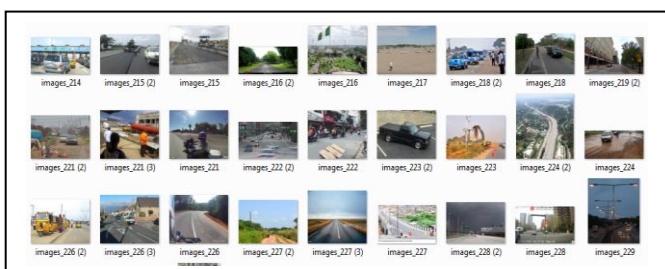 images_214 images_215 (2) images_215 images_216 (2) images_216 images_217 images_218 (2) images_218 images_219 (2)
images_221 (2) images_221 (3) images_221 images_222 (2) images_222 images_223 (2) images_223 images_224 (2) images_224
images_226 (2) images_226 (3) images_226 images_227 (2) images_227 (3) images_227 images_228 (2) images_228 images_229